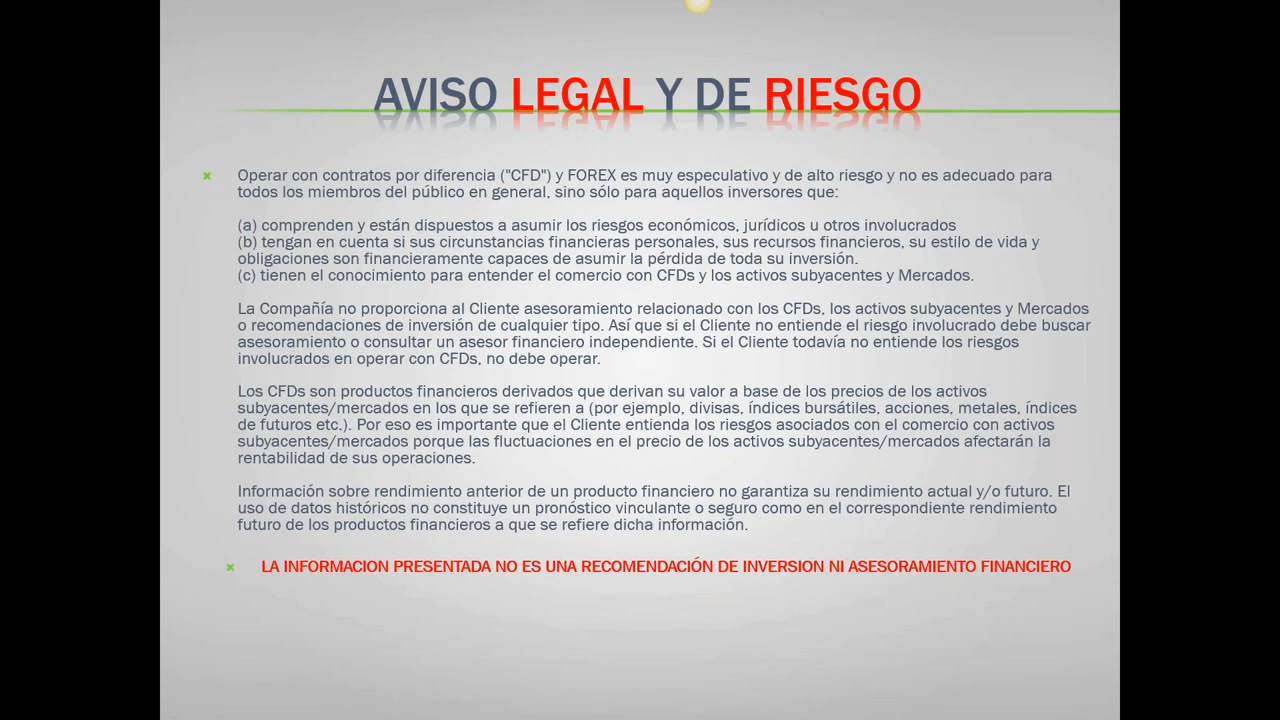 AVISO LEGAL Y DE RIESGO
Operar con contratos por diferencia ("CFD") y FOREX es muy especulativo y de alto riesgo y no es adecuado para
todos los miembros del público en general, sino sólo para aquellos inversores que:
(a) comprenden y están dispuestos a asumir los riesgos económicos, jurídicos u otros involucrados
(b) tengan en cuenta si sus circunstancias financieras personales, sus recursos financieros, su estilo de vida y
obligaciones son financieramente capaces de asumir la pérdida de toda su inversión.
(c) tienen el conocimiento para entender el comercio con CFDs y los activos subyacentes y Mercados.
La Compañía no proporciona al Cliente asesoramiento relacionado con los CFDs, los activos subyacentes y Mercados
o recomendaciones de inversión de cualquier tipo. Así que si el Cliente no entiende el riesgo involucrado debe buscar
asesoramiento o consultar un asesor financiero independiente. Si el Cliente todavía no entiende los riesgos
involucrados en operar con CFDs, no debe operar.
Los CFDs son productos financieros derivados que derivan su valor a base de los precios de los activos
subyacentes/mercados en los que se refieren a (por ejemplo, divisas, índices bursátiles, acciones, metales, índices
de futuros etc.). Por eso es importante que el Cliente entienda los riesgos asociados con el comercio con activos
subyacentes/mercados porque las fluctuaciones en el precio de los activos subyacentes/mercados afectarán la
rentabilidad de sus operaciones.
Información sobre rendimiento anterior de un producto financiero no garantiza su rendimiento actual y/o futuro. El
uso de datos históricos no constituye un pronóstico vinculante o seguro como en el correspondiente rendimiento
futuro de los productos financieros a que se refiere dicha información.
LA INFORMACION PRESENTADA NO ES UNA RECOMENDACIÓN DE INVERSION NI ASESORAMIENTO FINANCIERO